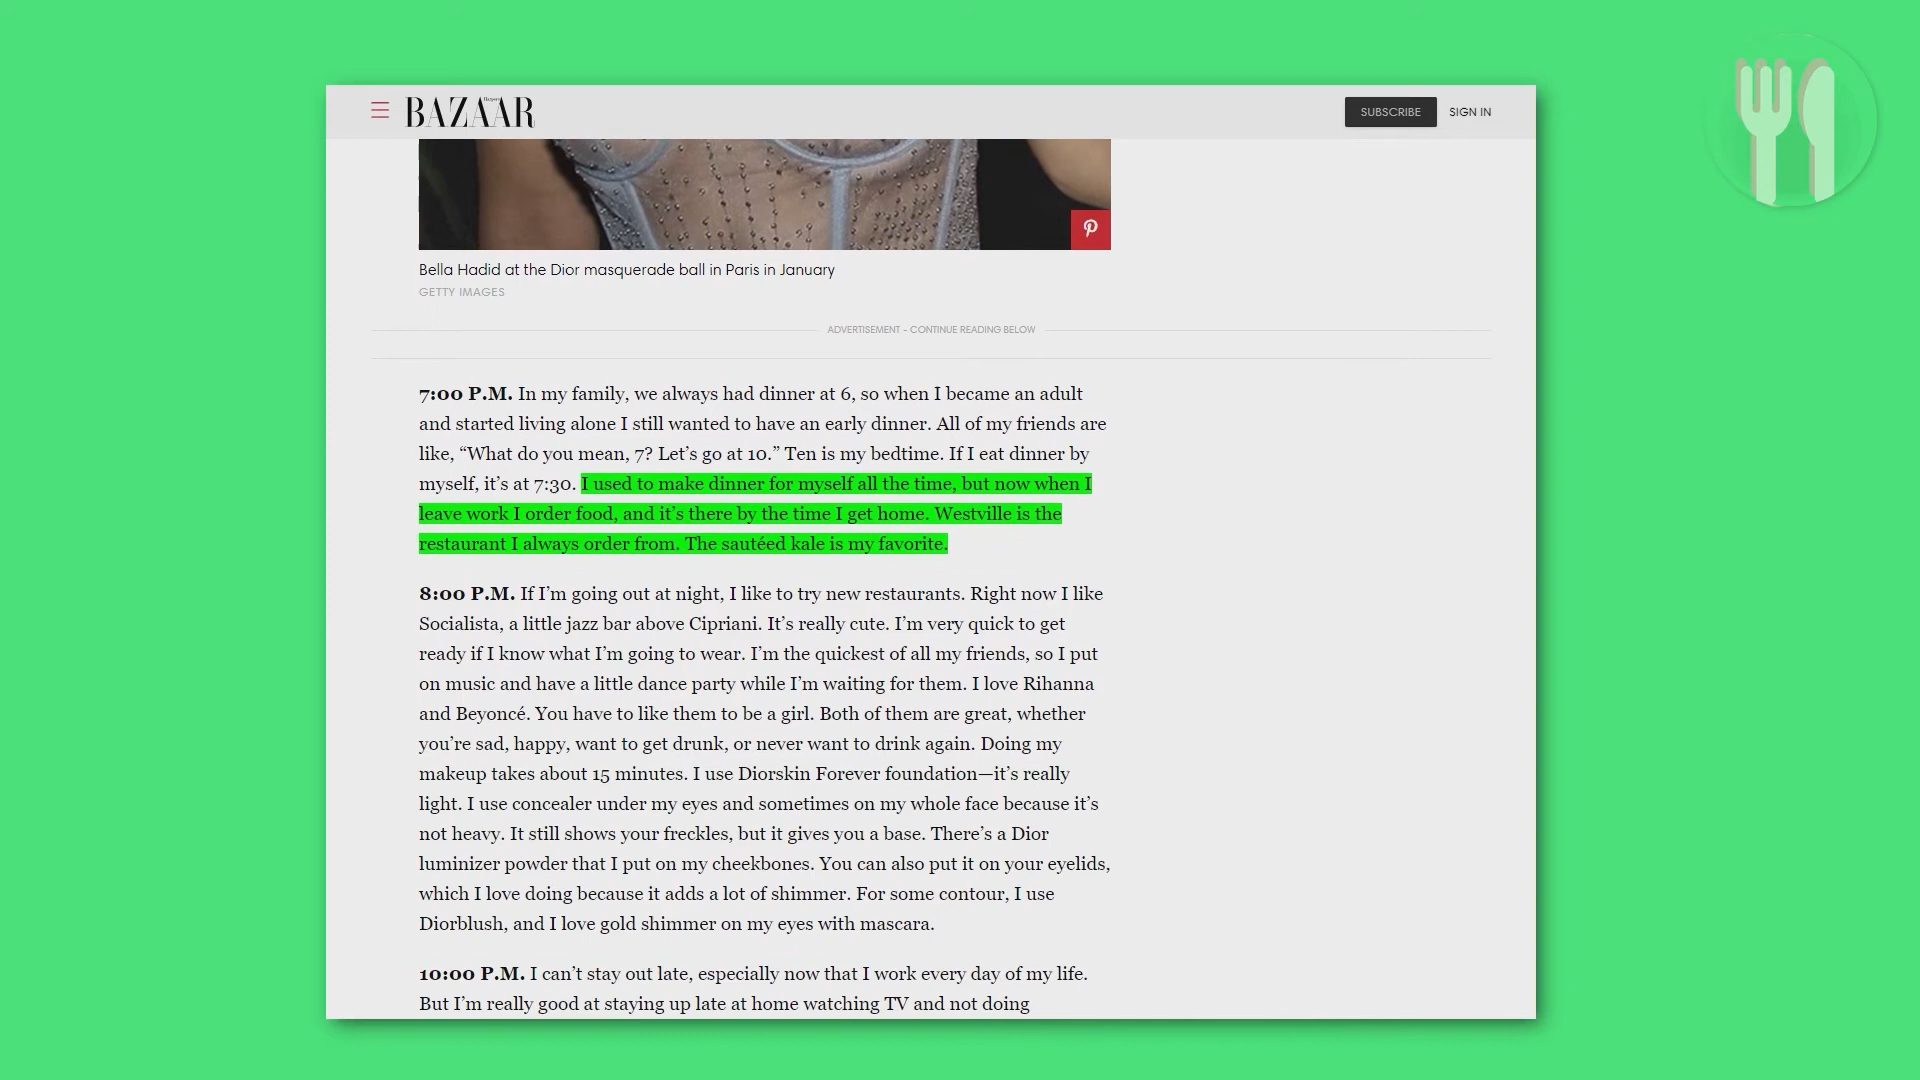 Harper's
BAZAAR
SUBSCRIBE
SIGN IN
Bella Hadid at the Dior masquerade ball in Paris in January
GETTY IMAGES
ADVERTISEMENT - CONTINUE READING BELOW
7:00 P.M. In my family, we always had dinner at 6, so when I became an adult
and started living alone I still wanted to have an early dinner. All of my friends are
like, “What do you mean, 7? Let’s go at 10.” Ten is my bedtime. If I eat dinner by
myself, it’s at 7:30. I used to make dinner for myself all the time, but now when I
leave work I order food, and it’s there by the time I get home. Westville is the
restaurant I always order from. The sautéed kale is my favorite.
8:00 P.M. If I’m going out at night, I like to try new restaurants. Right now I like
Socialista, a little jazz bar above Cipriani. It’s really cute. I’m very quick to get
ready if I know what I’m going to wear. I’m the quickest of all my friends, so I put
on music and have a little dance party while I’m waiting for them. I love Rihanna
and Beyoncé. You have to like them to be a girl. Both of them are great, whether
you’re sad, happy, want to get drunk, or never want to drink again. Doing my
makeup takes about 15 minutes. I use Diorskin Forever foundation—it’s really
light. I use concealer under my eyes and sometimes on my whole face because it’s
not heavy. It still shows your freckles, but it gives you a base. There’s a Dior
luminizer powder that I put on my cheekbones. You can also put it on your eyelids,
which I love doing because it adds a lot of shimmer. For some contour, I use
Diorblush, and I love gold shimmer on my eyes with mascara.
10:00 P.M. I can’t stay out late, especially now that I work every day of my life.
But I’m really good at staying up late at home watching TV and not doing